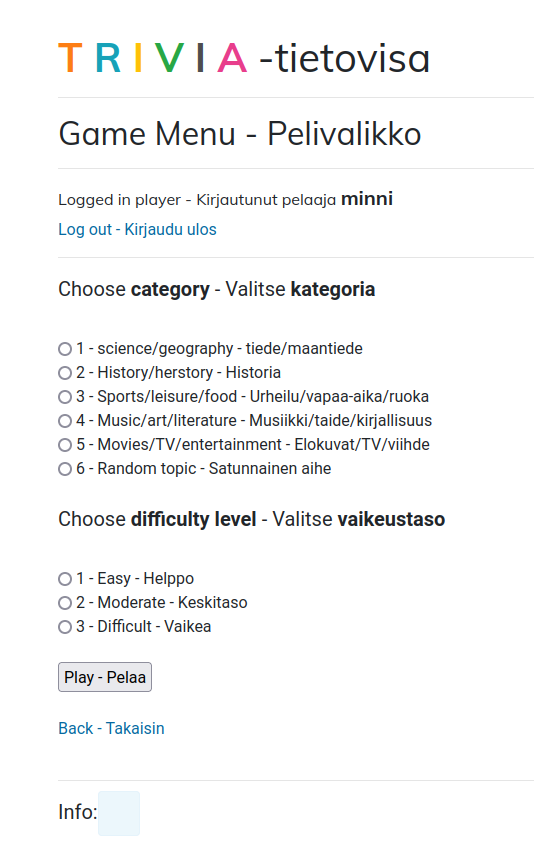 T R I V I A -tietovisa
Game Menu - Pelivalikko
Logged in player - Kirjautunut pelaaja minni
Log out - Kirjaudu ulos
Choose category - Valitse kategoria
1 - science/geography - tiede/maantiede
2 - History/herstory - Historia
3 - Sports/leisure/food - Urheilu/vapaa-aika/ruoka
4 - Music/art/literature - Musiikki/taide/kirjallisuus
5 - Movies/TV/entertainment - Elokuvat/TV/viihde
6 - Random topic - Satunnainen aihe
Choose difficulty level - Valitse vaikeustaso
1 - Easy - Helppo
2 - Moderate - Keskitaso
3 - Difficult - Vaikea
Play - Pelaa
Back - Takaisin
Info: